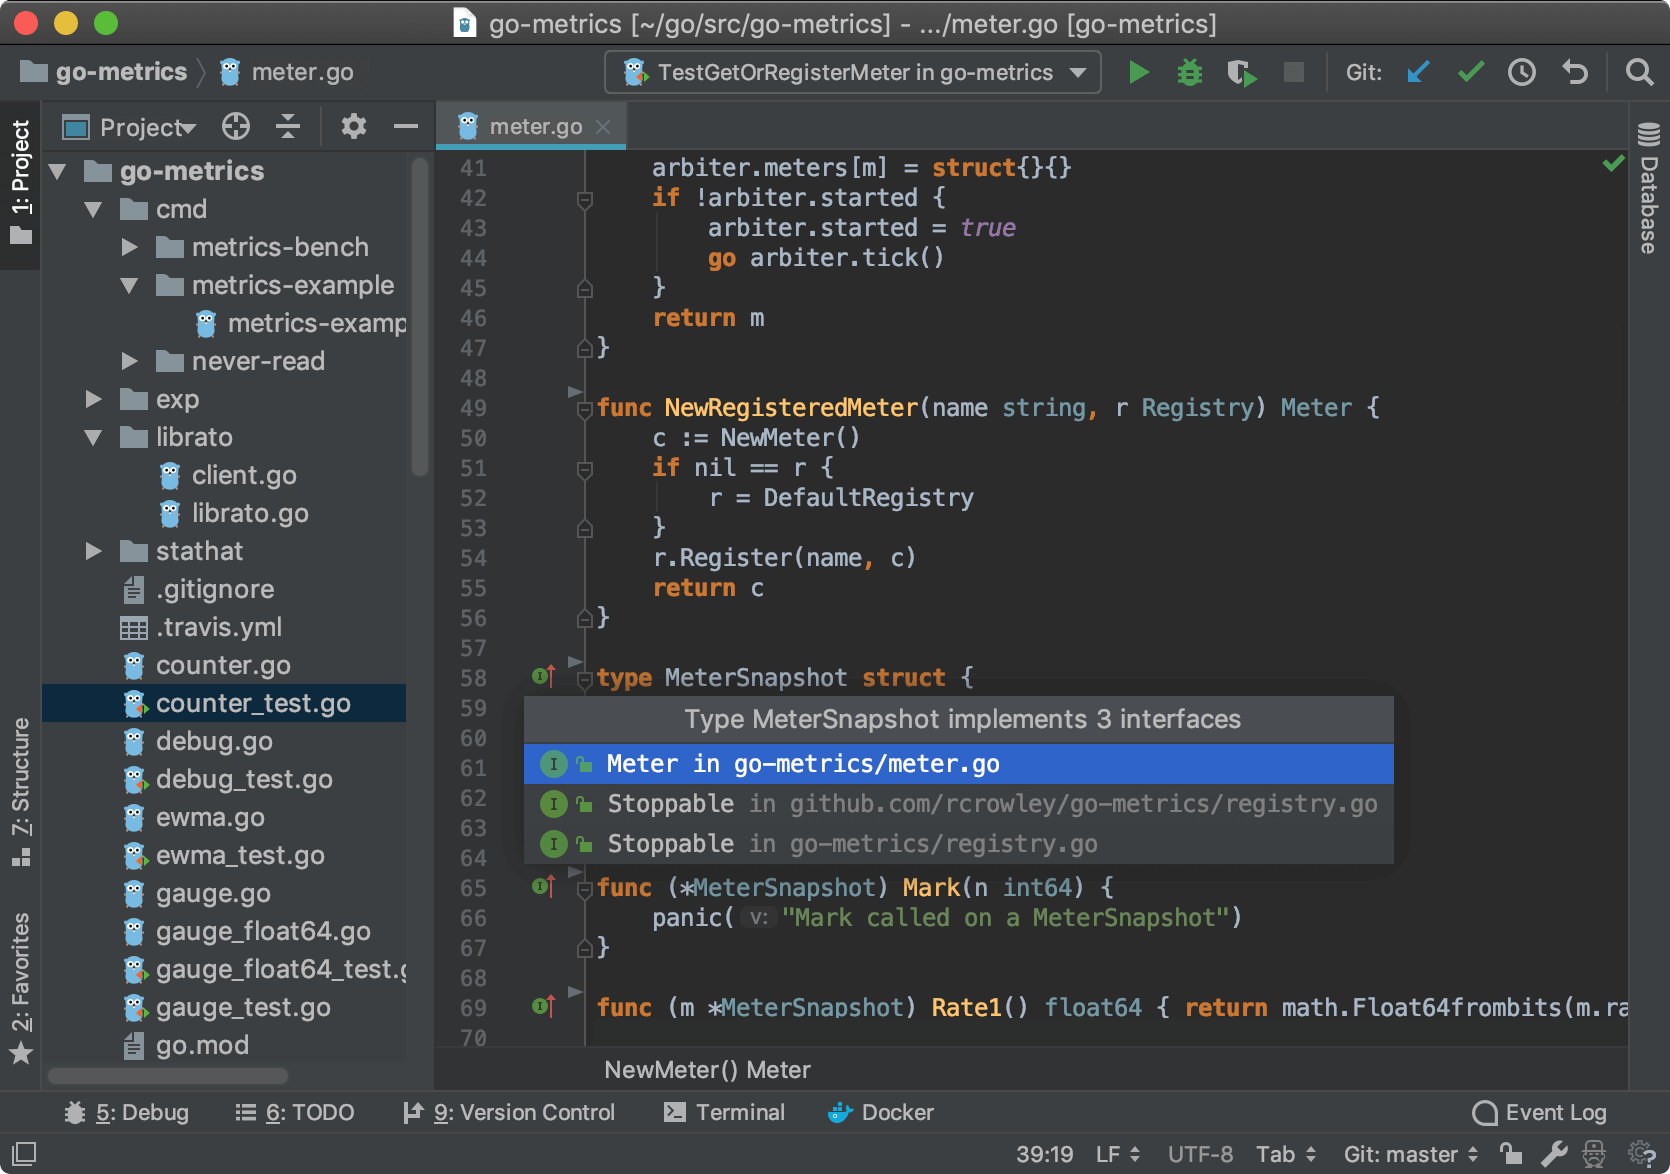 go-metrics [~/go/src/go-metrics] - .../meter.go [go-metrics]
go-metrics
meter.go
TestGetOrRegisterMeter in go-metrics
Git:
1: Project
7: Structure
2: Favorites
Project
go-metrics
cmd
metrics-bench
metrics-example
metrics-examp
never-read
exp
librato
client.go
librato.go
stathat
.gitignore
.travis.yml
counter.go
counter_test.go
debug.go
debug_test.go
ewma.go
ewma_test.go
gauge.go
gauge_float64.go
gauge_float64_test.g
gauge_test.go
go.mod
meter.go
41 arbiter.meters[m] = struct{}{}
42 if !arbiter.started {
43 arbiter.started = true
44 go arbiter.tick()
45 }
46 return m
47 }
48
49 func NewRegisteredMeter(name string, r Registry) Meter {
50 c := NewMeter()
51 if nil == r {
52 r = DefaultRegistry
53 }
54 r.Register(name, c)
55 return c
56 }
57
58 type MeterSnapshot struct {
59
60
61
62
63
64
Type MeterSnapshot implements 3 interfaces
I Meter in go-metrics/meter.go
I Stoppable in github.com/rcrowley/go-metrics/registry.go
I Stoppable in go-metrics/registry.go
65 func (*MeterSnapshot) Mark(n int64) {
66 panic( v: "Mark called on a MeterSnapshot")
67 }
68
69 func (m *MeterSnapshot) Rate1() float64 { return math.Float64frombits(m.ra
70
NewMeter() Meter
Database
5: Debug
6: TODO
9: Version Control
Terminal
Docker
Event Log
39:19
LF
UTF-8
Tab
Git: master